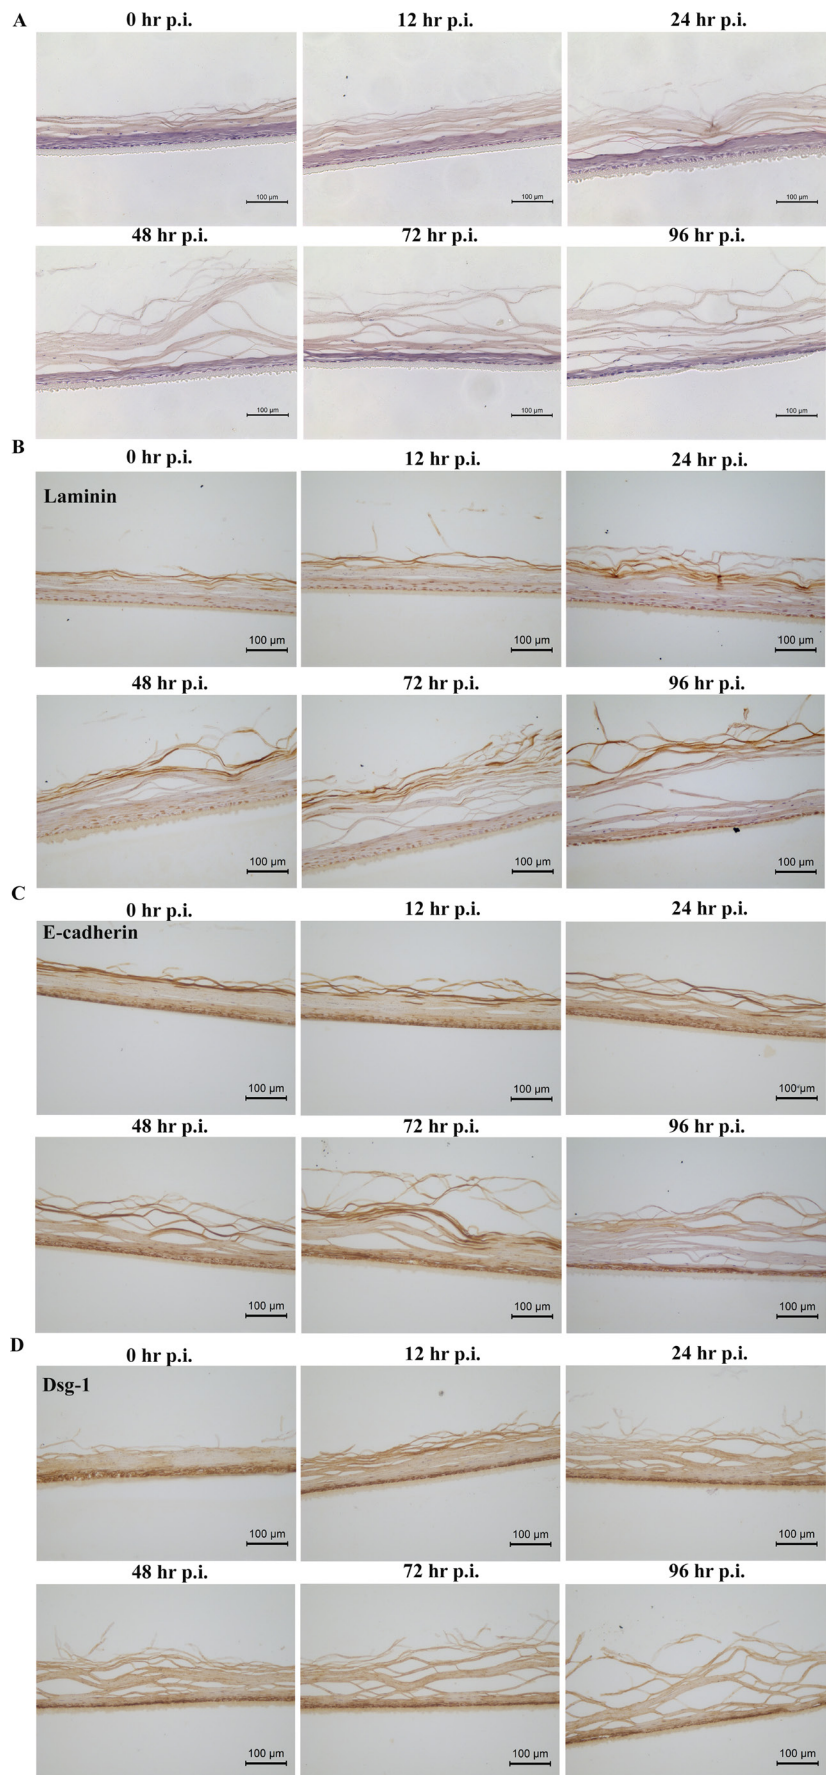 A
0 hr p.i. 12 hr p.i. 24 hr p.i.
100 µm 100 µm 100 µm
48 hr p.i. 72 hr p.i. 96 hr p.i.
100 µm 100 µm 100 µm
B
0 hr p.i. 12 hr p.i. 24 hr p.i.
Laminin
100 µm 100 µm 100 µm
48 hr p.i. 72 hr p.i. 96 hr p.i.
100 µm 100 µm 100 µm
C
0 hr p.i. 12 hr p.i. 24 hr p.i.
E-cadherin
100 µm 100 µm 100 µm
48 hr p.i. 72 hr p.i. 96 hr p.i.
100 µm 100 µm 100 µm
D
0 hr p.i. 12 hr p.i. 24 hr p.i.
Dsg-1
100 µm 100 µm 100 µm
48 hr p.i. 72 hr p.i. 96 hr p.i.
100 µm 100 µm 100 µm